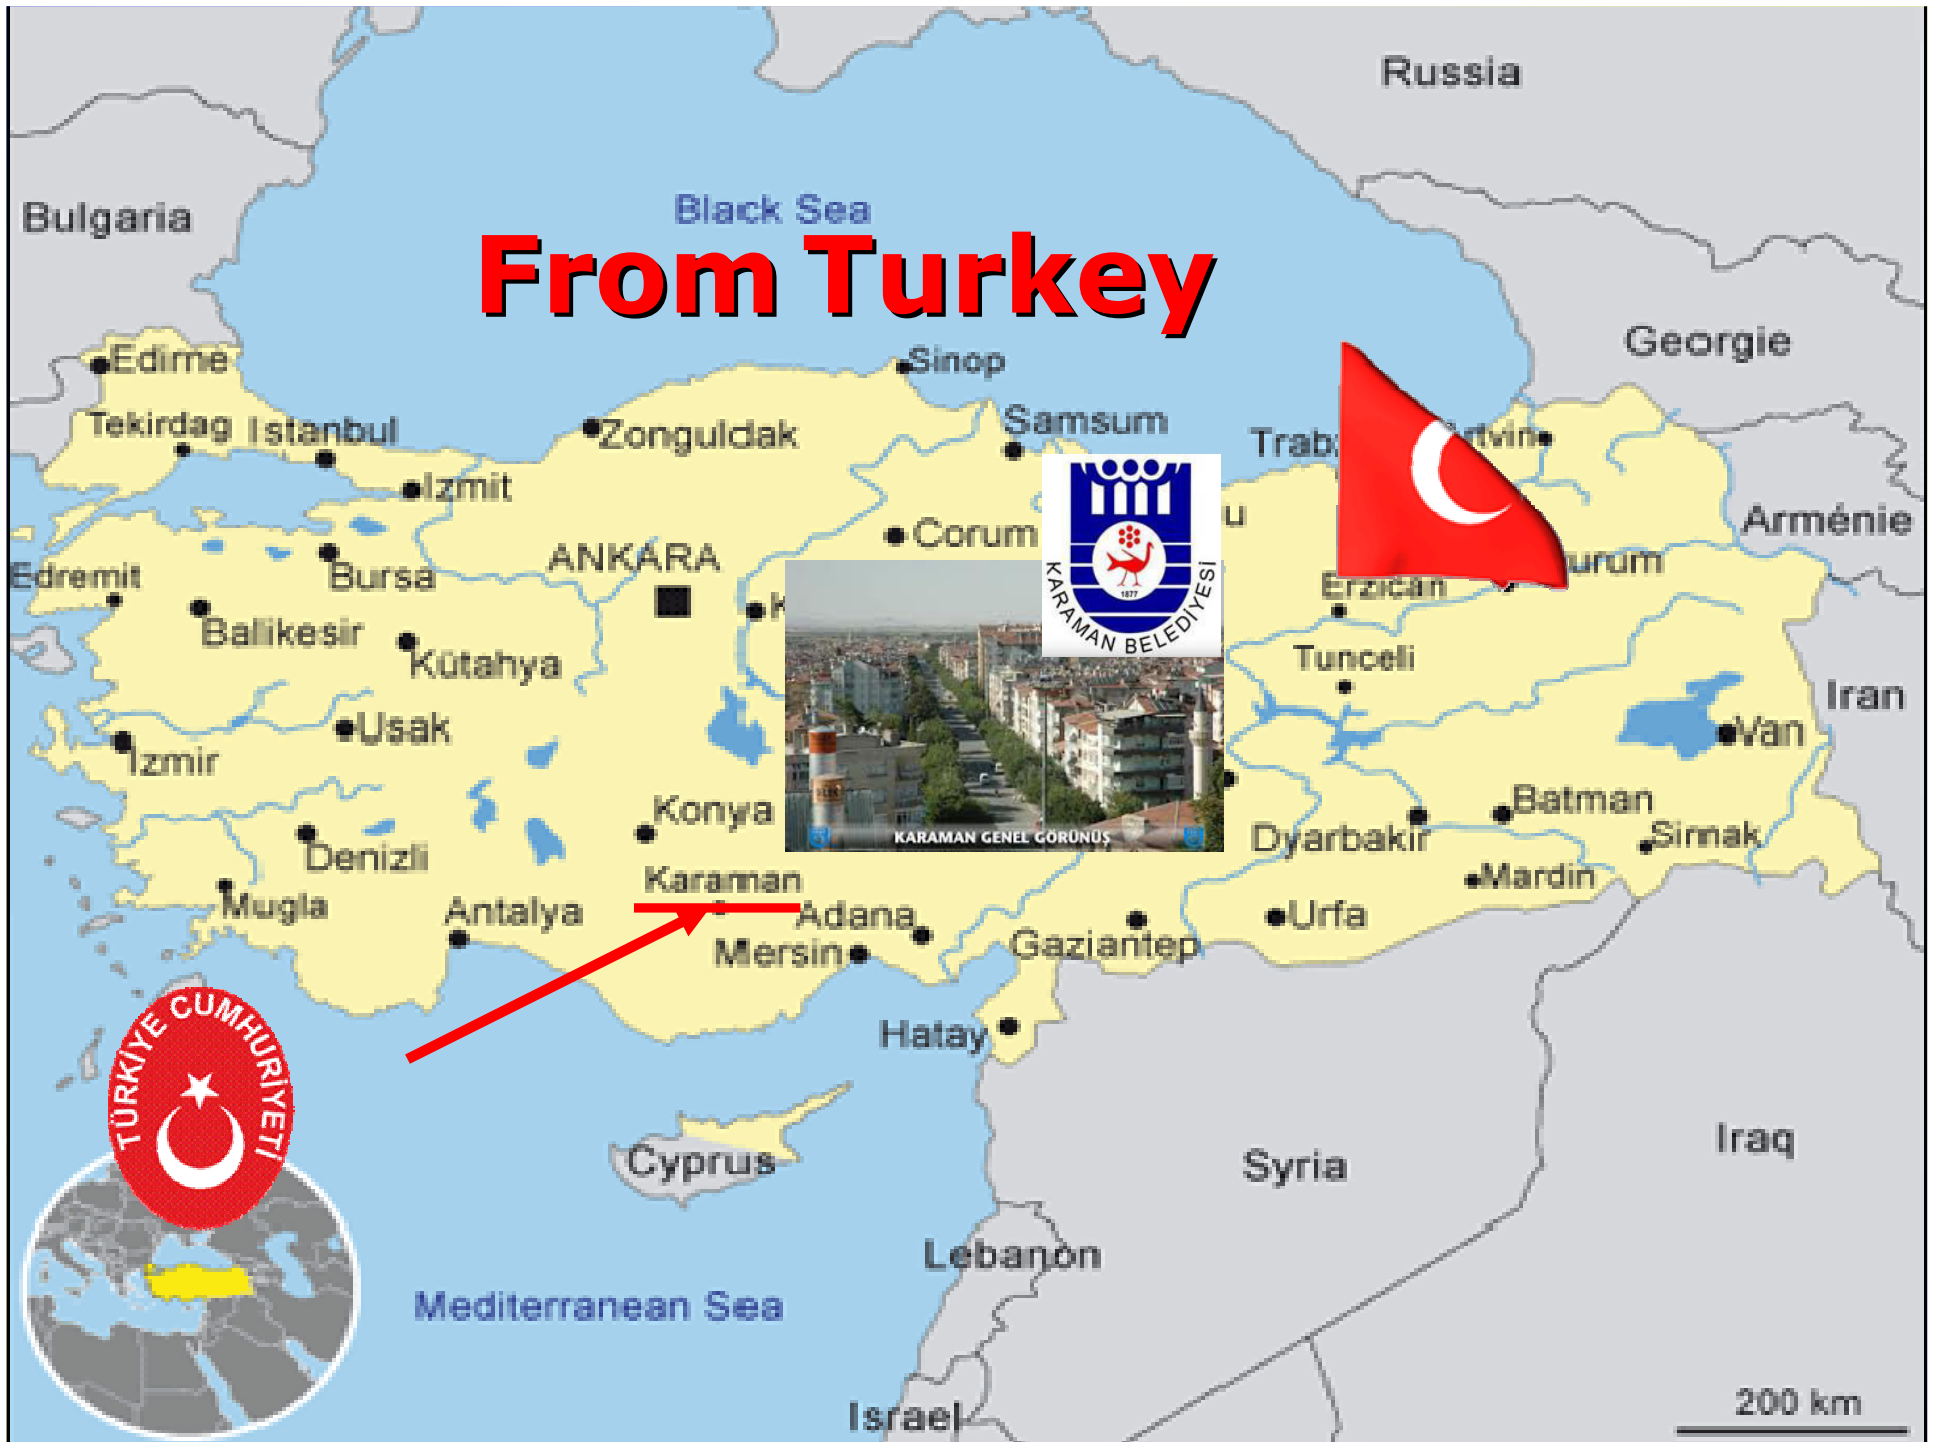 Russia
Bulgaria
Black Sea
From Turkey
Georgie
Edirne
Sinop
Tekirdag
Istanbul
Zonguldak
Samsum
Izmit
Corum
Arménie
Edremit
Bursa
ANKARA
Erzican
KARAMAN BELEDİYESİ
1877
Ballikesir
Kütahya
Tunceli
Iran
Usak
Izmir
Van
Konya
KARAMAN GENEL GÖRÜNÜŞ
Batman
Dyarbakir
Sirnak
Denizli
Karaman
Mardin
Mugla
Antalya
Adana
Urfa
Mersin
Gaziantep
Hatay
TÜRKİYE CUMHURİYETİ
Cyprus
Syria
Iraq
Lebanon
Mediterranean Sea
Israel
200 km